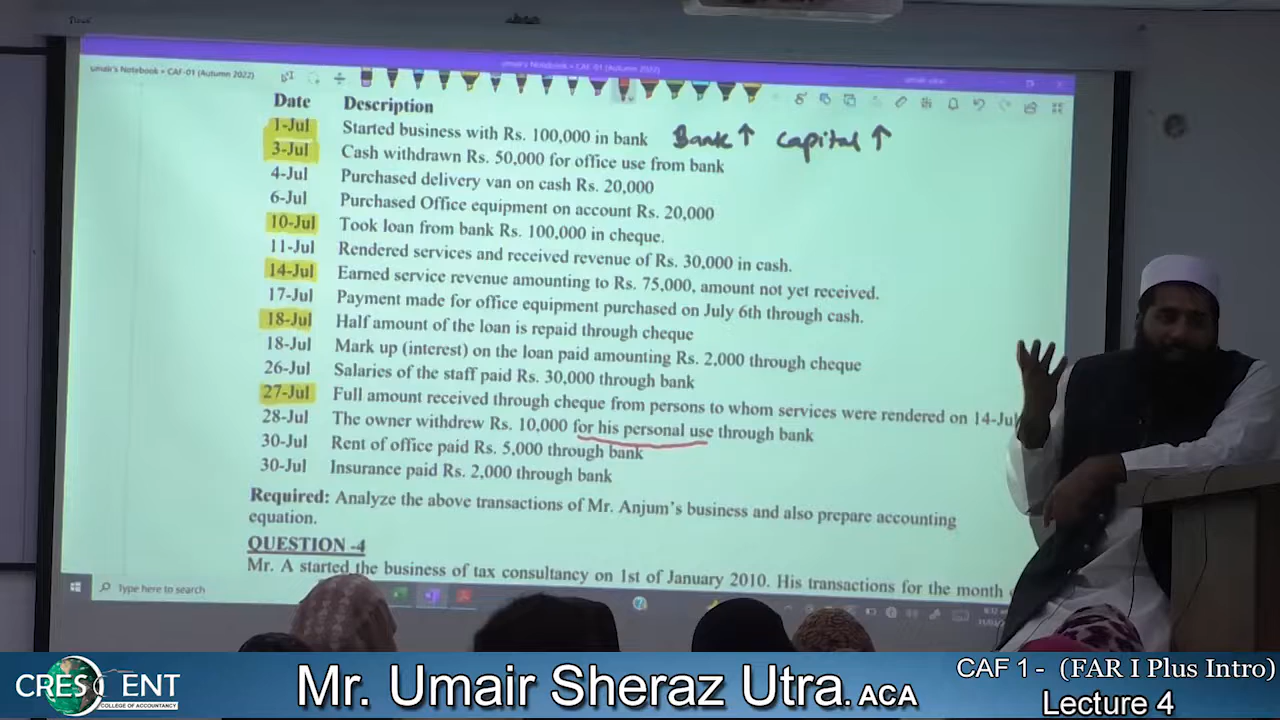 umair's Notebook • CAF-01 (Autumn 2022)
umair's Notebook • CAF-01 (Autumn 2022)
Date Description
1-Jul Started business with Rs. 100,000 in bank Bank ↑ Capital ↑
3-Jul Cash withdrawn Rs. 50,000 for office use from bank
4-Jul Purchased delivery van on cash Rs. 20,000
6-Jul Purchased Office equipment on account Rs. 20,000
10-Jul Took loan from bank Rs. 100,000 in cheque.
11-Jul Rendered services and received revenue of Rs. 30,000 in cash.
14-Jul Earned service revenue amounting to Rs. 75,000, amount not yet received.
17-Jul Payment made for office equipment purchased on July 6th through cash.
18-Jul Half amount of the loan is repaid through cheque
18-Jul Mark up (interest) on the loan paid amounting Rs. 2,000 through cheque
26-Jul Salaries of the staff paid Rs. 30,000 through bank
27-Jul Full amount received through cheque from persons to whom services were rendered on 14-Jul
28-Jul The owner withdrew Rs. 10,000 for his personal use through bank
30-Jul Rent of office paid Rs. 5,000 through bank
30-Jul Insurance paid Rs. 2,000 through bank
Required: Analyze the above transactions of Mr. Anjum's business and also prepare accounting
equation.
QUESTION -4
Mr. A started the business of tax consultancy on 1st of January 2010. His transactions for the month
Type here to search
CRESCENT
COLLEGE OF ACCOUNTANCY
Mr. Umair Sheraz Utra. ACA
CAF 1 - (FAR I Plus Intro)
Lecture 4